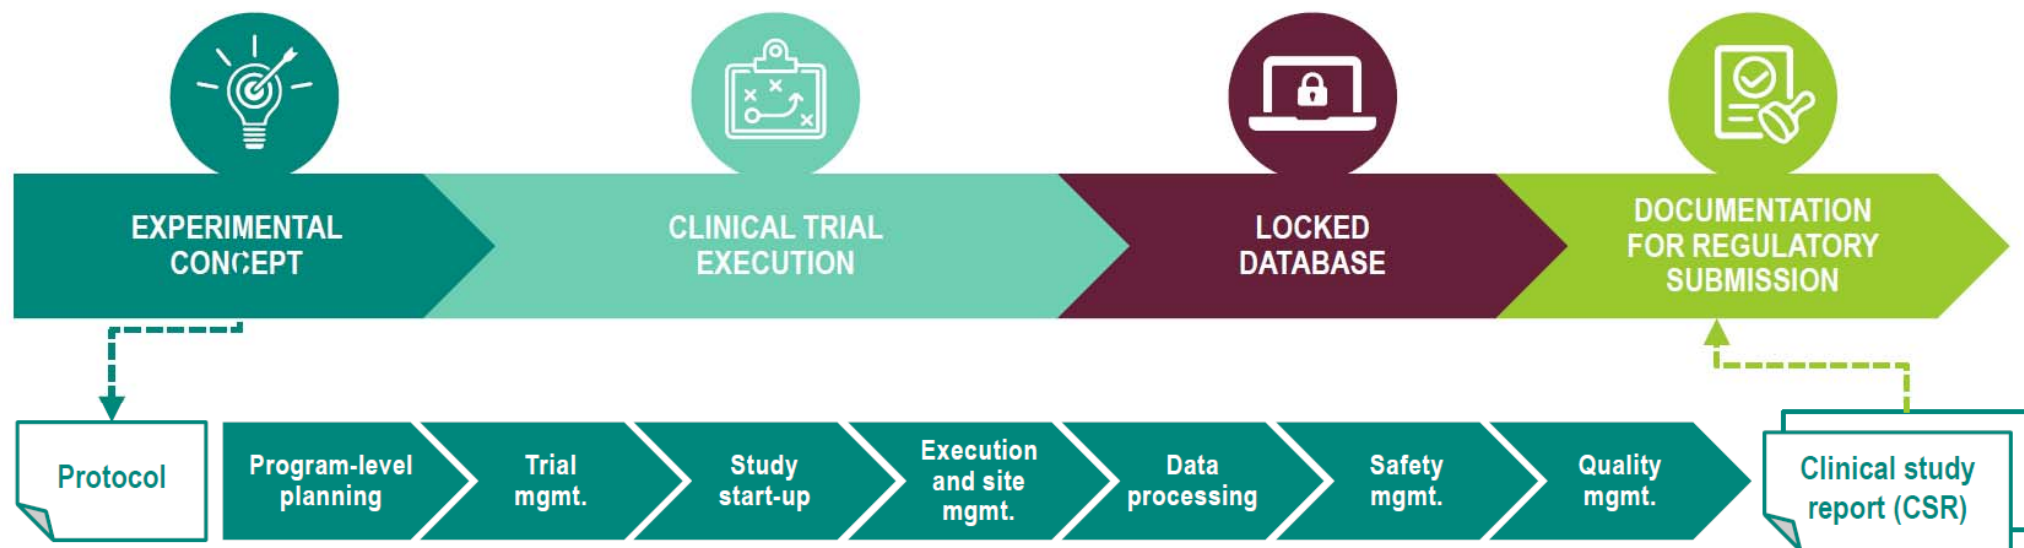 EXPERIMENTAL
CONCEPT
CLINICAL TRIAL
EXECUTION
LOCKED
DATABASE
DOCUMENTATION
FOR REGULATORY
SUBMISSION
Protocol
Program-level
planning
Trial
mgmt.
Study
start-up
Execution
and site
mgmt.
Data
processing
Safety
mgmt.
Quality
mgmt.
Clinical study
report (CSR)